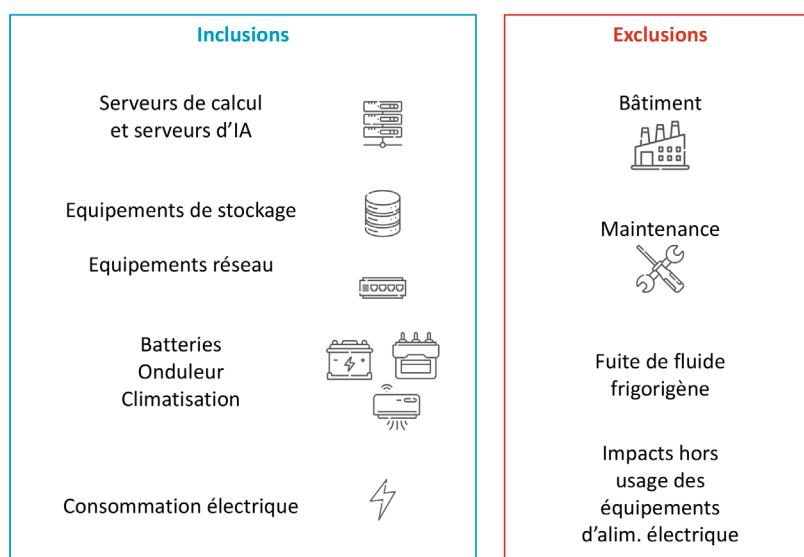 Inclusions
Serveurs de calcul
et serveurs d’IA
Equipements de stockage
Equipements réseau
Batteries
Onduleur
Climatisation
Consommation électrique
Exclusions
Bâtiment
Maintenance
Fuite de fluide
frigorigène
Impacts hors
usage des
équipements
d’alim. électrique